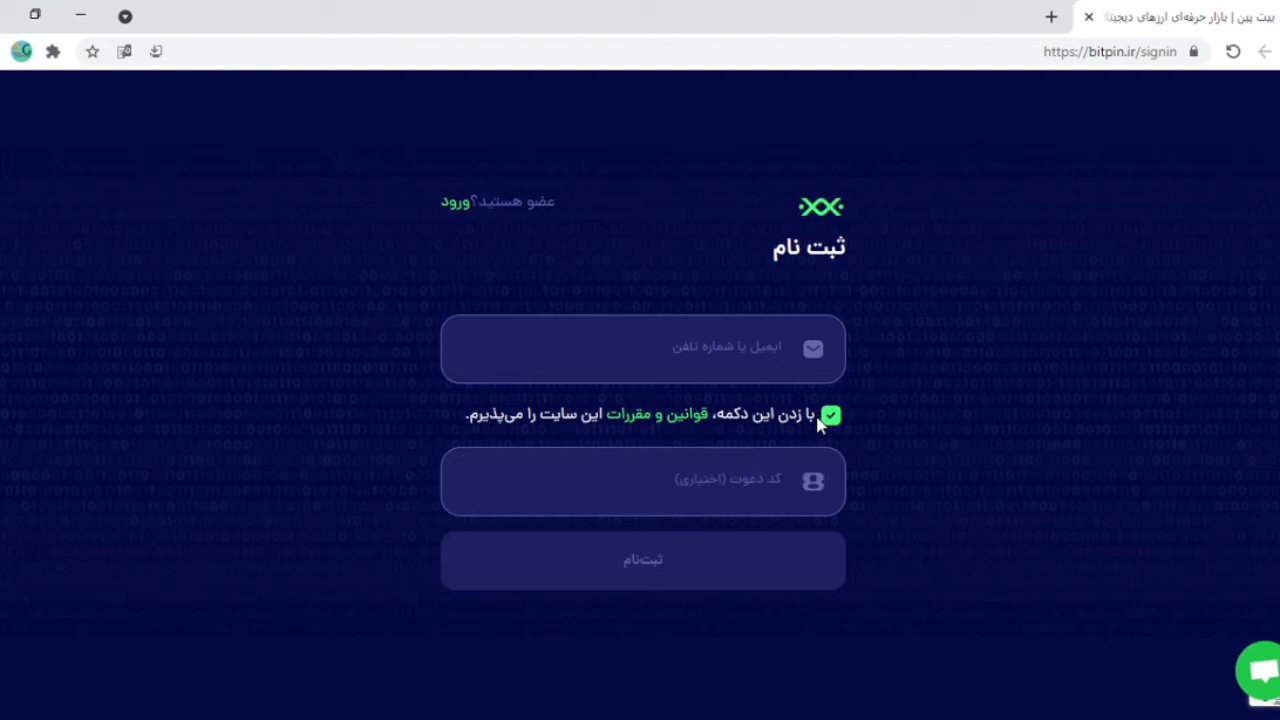 بیت پین | بازار حرفه‌ای ارزهای دیجیتا
https://bitpin.ir/signin
عضو هستید؟ورود
ثبت نام
ایمیل یا شماره تلفن
با زدن این دکمه، قوانین و مقررات این سایت را می‌پذیرم.
کد دعوت (اختیاری)
ثبت‌نام